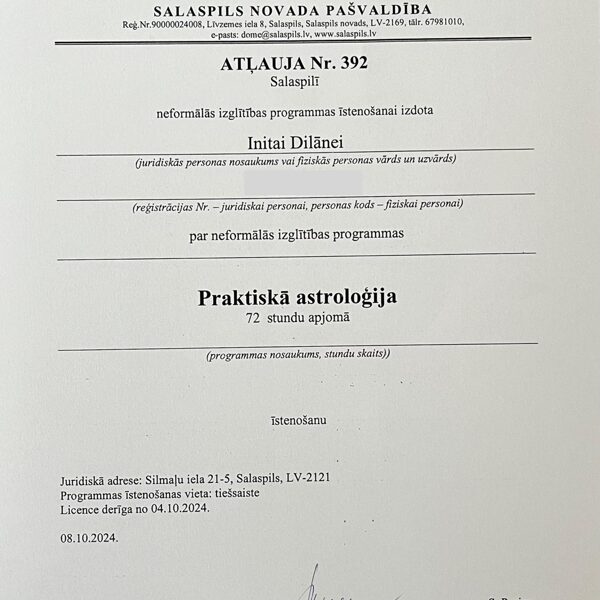 SALASPILS NOVADA PAŠVALDĪBA
Reģ.Nr.90000024008, Līvzemes iela 8, Salaspils, Salaspils novads, LV-2169, tālr. 67981010,
e-pasts: dome@salaspils.lv, www.salaspils.lv
ATĻAUJA Nr. 392
Salaspilī
neformālās izglītības programmas īstenošanai izdota
Initai Dilānei
(juridiskās personas nosaukums vai fiziskās personas vārds un uzvārds)
(reģistrācijas Nr. – juridiskai personai, personas kods – fiziskai personai)
par neformālās izglītības programmas
Praktiskā astroloģija
72 stundu apjomā
(programmas nosaukums, stundu skaits))
īstenošanu
Juridiskā adrese: Silmaļu iela 21-5, Salaspils, LV-2121
Programmas īstenošanas vieta: tiešsaiste
Licence derīga no 04.10.2024.
08.10.2024.